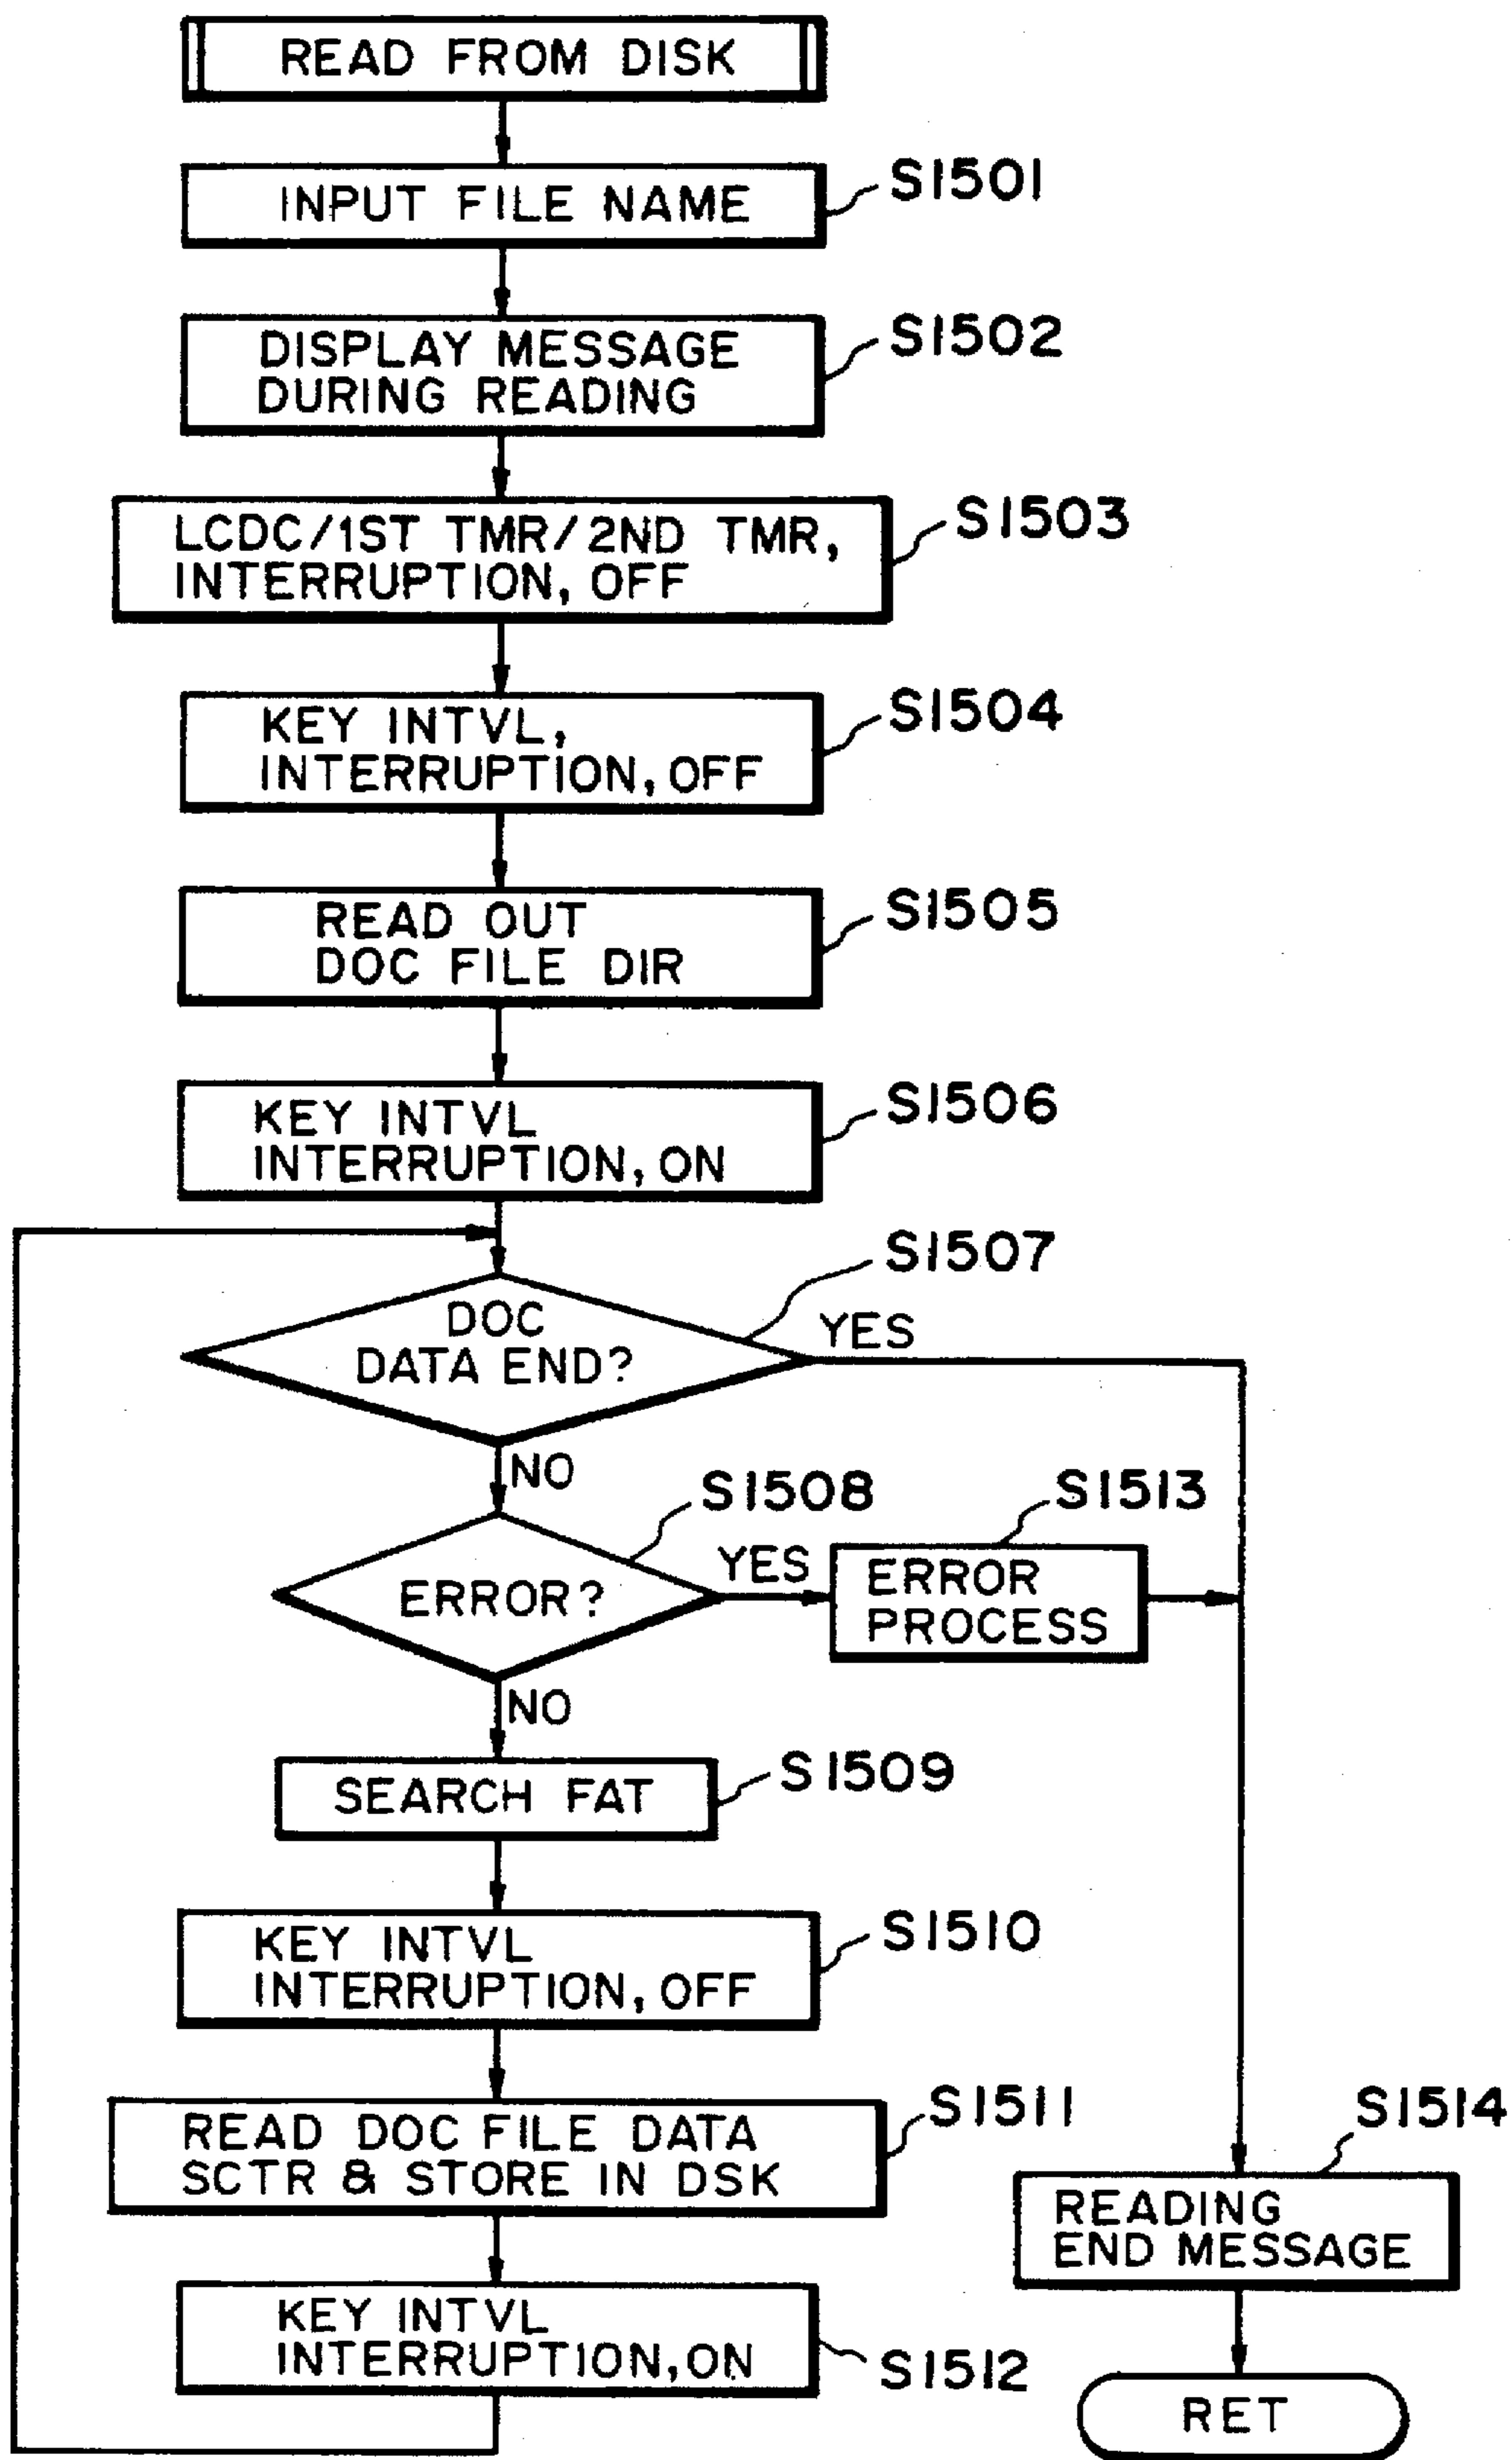 READ FROM DISK
INPUT FILE NAME
S1501
DISPLAY MESSAGE
DURING READING
S1502
LCDC/1ST TMR/2ND TMR,
INTERRUPTION, OFF
S1503
KEY INTVL,
INTERRUPTION, OFF
S1504
READ OUT
DOC FILE DIR
S1505
KEY INTVL
INTERRUPTION, ON
S1506
S1507
DOC
DATA END?
YES
NO
S1508
ERROR?
YES
S1513
ERROR
PROCESS
NO
SEARCH FAT
S1509
KEY INTVL
INTERRUPTION, OFF
S1510
READ DOC FILE DATA
SCTR & STORE IN DSK
S1511
KEY INTVL
INTERRUPTION, ON
S1512
S1514
READING
END MESSAGE
RET